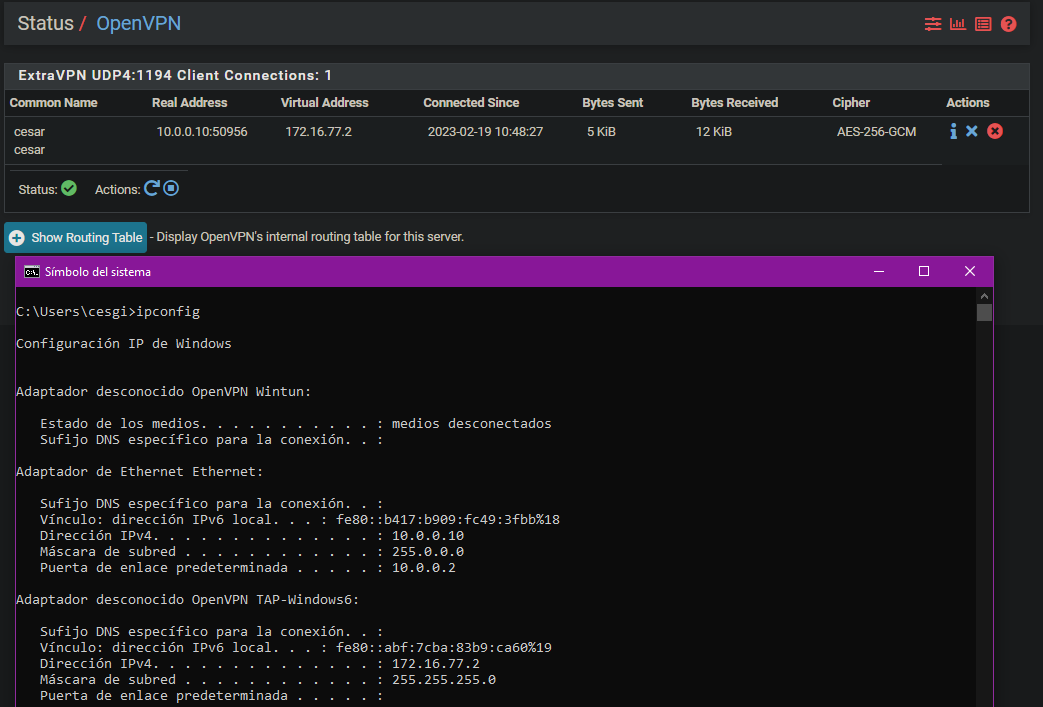 Status / OpenVPN
ExtraVPN UDP4:1194 Client Connections: 1
Common Name Real Address Virtual Address Connected Since Bytes Sent Bytes Received Cipher Actions
cesar 10.0.0.10:50956 172.16.77.2 2023-02-19 10:48:27 5 KiB 12 KiB AES-256-GCM
cesar
Status: Actions:
Show Routing Table - Display OpenVPN's internal routing table for this server.
Símbolo del sistema
C:\Users\cesgi>ipconfig
Configuración IP de Windows
Adaptador desconocido OpenVPN Wintun:
Estado de los medios. . . . . . . . . . . : medios desconectados
Sufijo DNS específico para la conexión. . :
Adaptador de Ethernet Ethernet:
Sufijo DNS específico para la conexión. . :
Vínculo: dirección IPv6 local. . . : fe80::b417:b909:fc49:3fbb%18
Dirección IPv4. . . . . . . . . . . . . . : 10.0.0.10
Máscara de subred . . . . . . . . . . . . : 255.0.0.0
Puerta de enlace predeterminada . . . . . : 10.0.0.2
Adaptador desconocido OpenVPN TAP-Windows6:
Sufijo DNS específico para la conexión. . :
Vínculo: dirección IPv6 local. . . : fe80::abf:7cba:83b9:ca60%19
Dirección IPv4. . . . . . . . . . . . . . : 172.16.77.2
Máscara de subred . . . . . . . . . . . . : 255.255.255.0
Puerta de enlace predeterminada . . . . . :